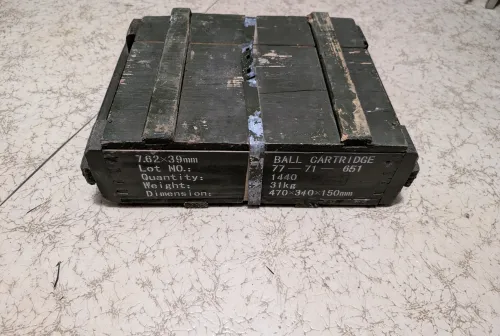 7.62×39mm BALL CARTRIDGE
Lot NO.: 77—71—651
Quantity: 1440
Weight: 31kg
Dimension: 470×340×150mm